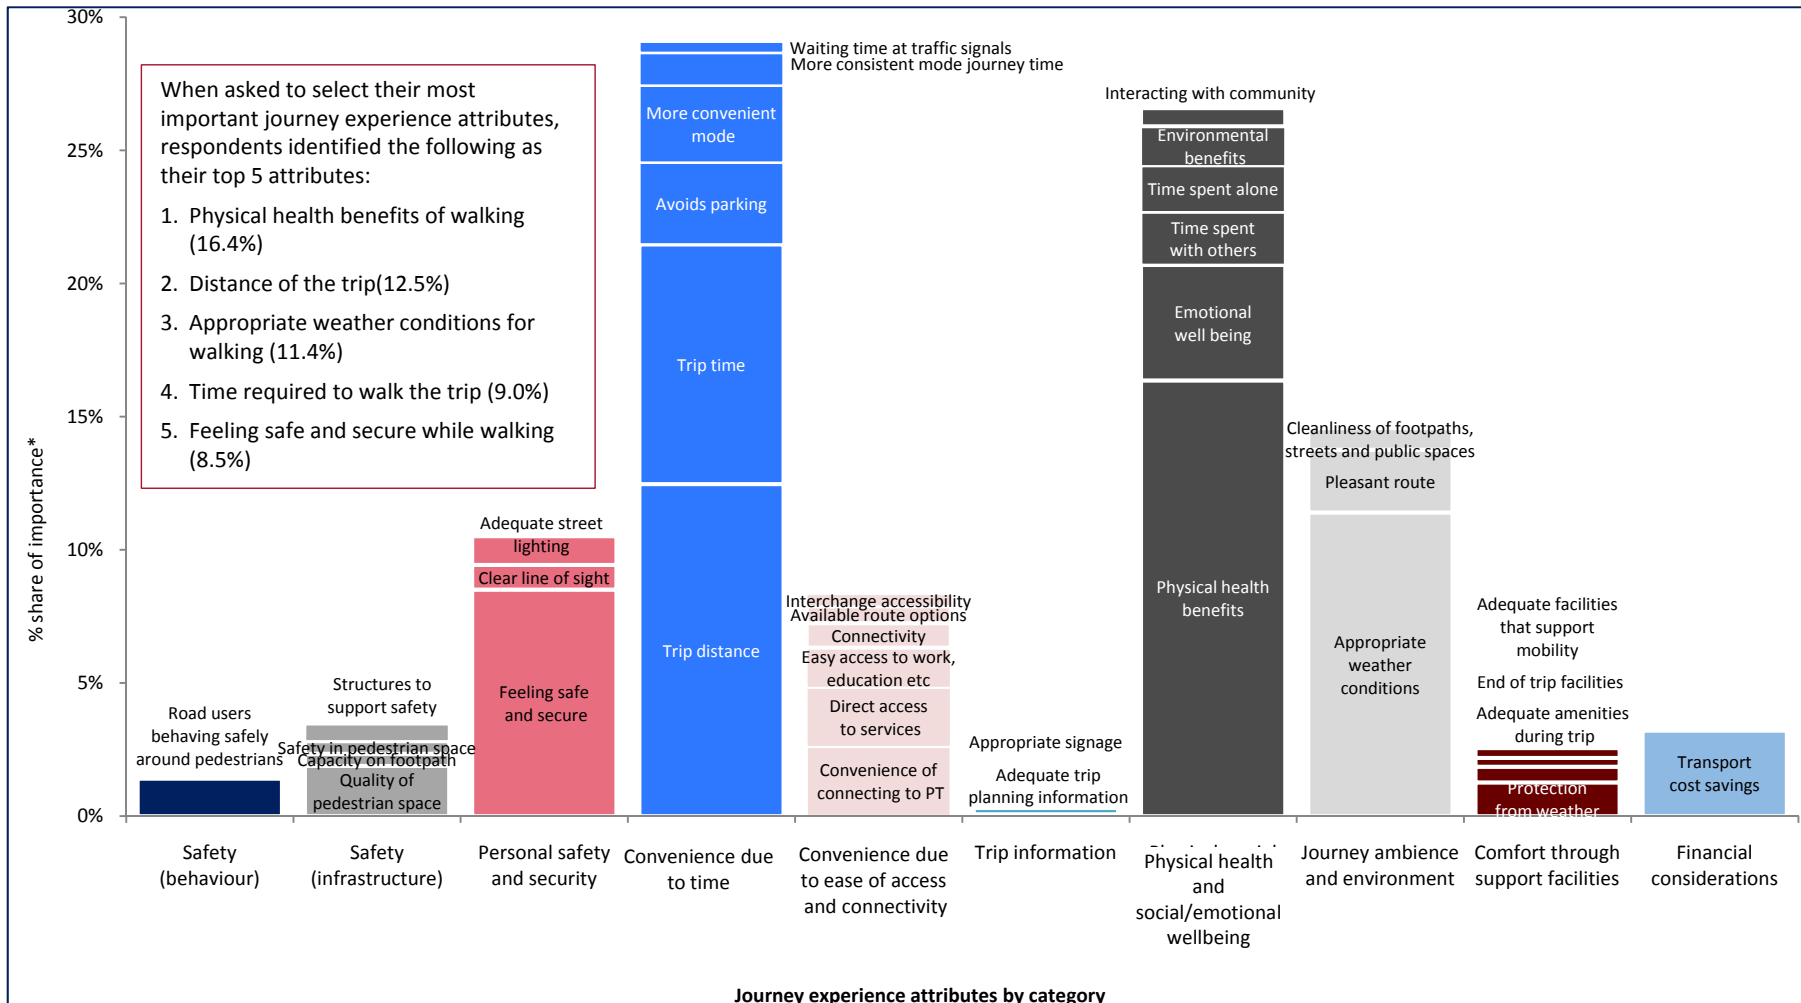 30%
25%
20%
15%
10%
5%
0%
% share of importance*
When asked to select their most
important journey experience attributes,
respondents identified the following as
their top 5 attributes:
1. Physical health benefits of walking
(16.4%)
2. Distance of the trip(12.5%)
3. Appropriate weather conditions for
walking (11.4%)
4. Time required to walk the trip (9.0%)
5. Feeling safe and secure while walking
(8.5%)
Road users
behaving safely
around pedestrians
Structures to
support safety
Safety in pedestrian space
Capacity on footpath
Quality of
pedestrian space
Adequate street
lighting
Clear line of sight
Feeling safe
and secure
Waiting time at traffic signals
More consistent mode journey time
More convenient
mode
Avoids parking
Trip time
Trip distance
Interchange accessibility
Available route options
Connectivity
Easy access to work,
education etc
Direct access
to services
Convenience of
connecting to PT
Appropriate signage
Adequate trip
planning information
Interacting with community
Environmental
benefits
Time spent alone
Time spent
with others
Emotional
well being
Physical health
benefits
Cleanliness of footpaths,
streets and public spaces
Pleasant route
Appropriate
weather
conditions
Adequate facilities
that support
mobility
End of trip facilities
Adequate amenities
during trip
Protection
from weather
Transport
cost savings
Safety
(behaviour)
Safety
(infrastructure)
Personal safety
and security
Convenience due
to time
Convenience due
to ease of access
and connectivity
Trip information
Physical health
and
social/emotional
wellbeing
Journey ambience
and environment
Comfort through
support facilities
Financial
considerations
Journey experience attributes by category